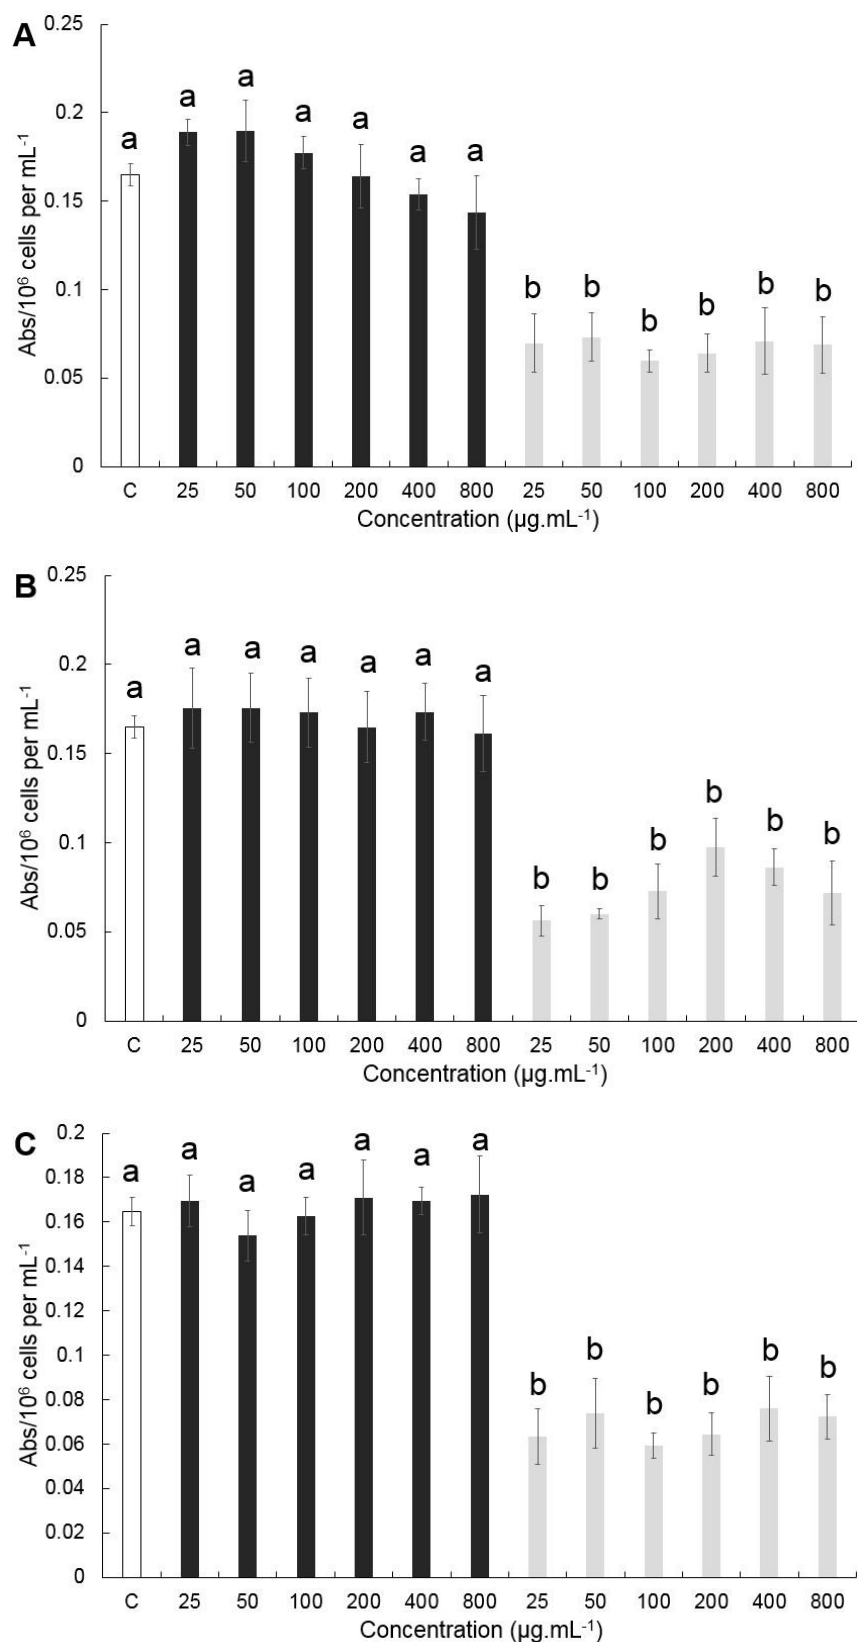 A
0.25
0.2
0.15
0.1
0.05
0
Abs/10⁶ cells per mL⁻¹
a a a a a a a b b b b b b
C 25 50 100 200 400 800 25 50 100 200 400 800
Concentration (µg.mL⁻¹)
B
0.25
0.2
0.15
0.1
0.05
0
Abs/10⁶ cells per mL⁻¹
a a a a a a a b b b b b b
C 25 50 100 200 400 800 25 50 100 200 400 800
Concentration (µg.mL⁻¹)
C
0.2
0.18
0.16
0.14
0.12
0.1
0.08
0.06
0.04
0.02
0
Abs/10⁶ cells per mL⁻¹
a a a a a a a b b b b b b
C 25 50 100 200 400 800 25 50 100 200 400 800
Concentration (µg.mL⁻¹)